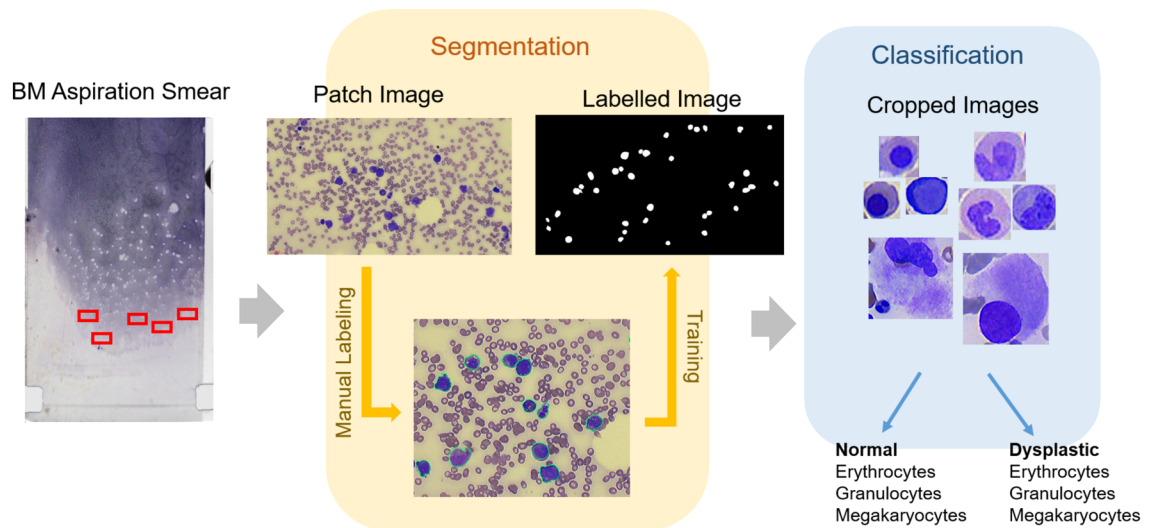 Segmentation
Classification
BM Aspiration Smear
Patch Image
Labelled Image
Cropped Images
Manual Labeling
Training
Normal
Erythrocytes
Granulocytes
Megakaryocytes
Dysplastic
Erythrocytes
Granulocytes
Megakaryocytes